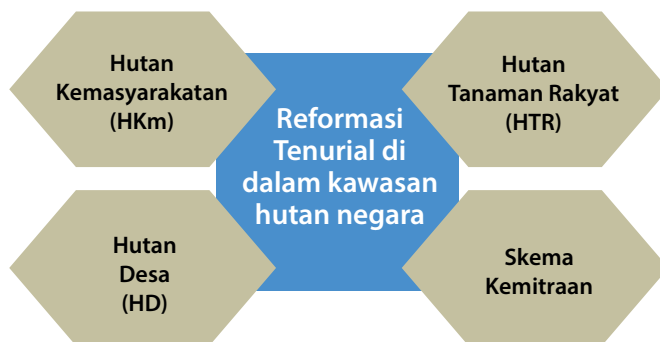 Hutan
Kemasyarakatan
(HKm)
Hutan
Tanaman Rakyat
(HTR)
Reformasi
Tenurial di
dalam kawasan
hutan negara
Hutan
Desa
(HD)
Skema
Kemitraan